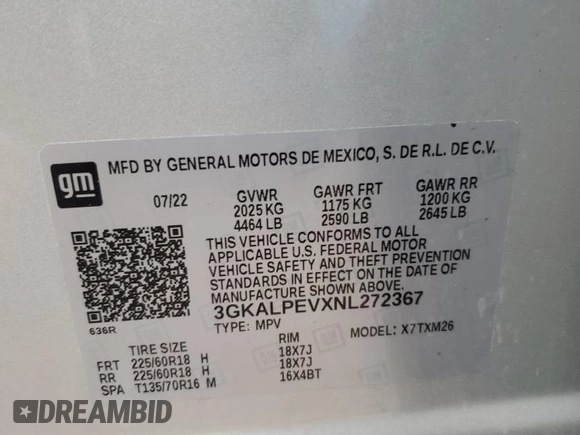 gm
MFD BY GENERAL MOTORS DE MEXICO, S. DE R.L. DE C.V.
07/22 GVWR GAWR FRT GAWR RR
2025 KG 1175 KG 1200 KG
4464 LB 2590 LB 2645 LB
THIS VEHICLE CONFORMS TO ALL
APPLICABLE U.S. FEDERAL MOTOR
VEHICLE SAFETY AND THEFT PREVENTION
STANDARDS IN EFFECT ON THE DATE OF
MANUFACTURE SHOWN ABOVE.
636R
3GKALPEVXNL272367
TYPE: MPV MODEL: X7TXM26
TIRE SIZE RIM
FRT 225/60R18 H 18X7J
RR 225/60R18 H 18X7J
SPA T135/70R16 M 16X4BT
DREAMBID